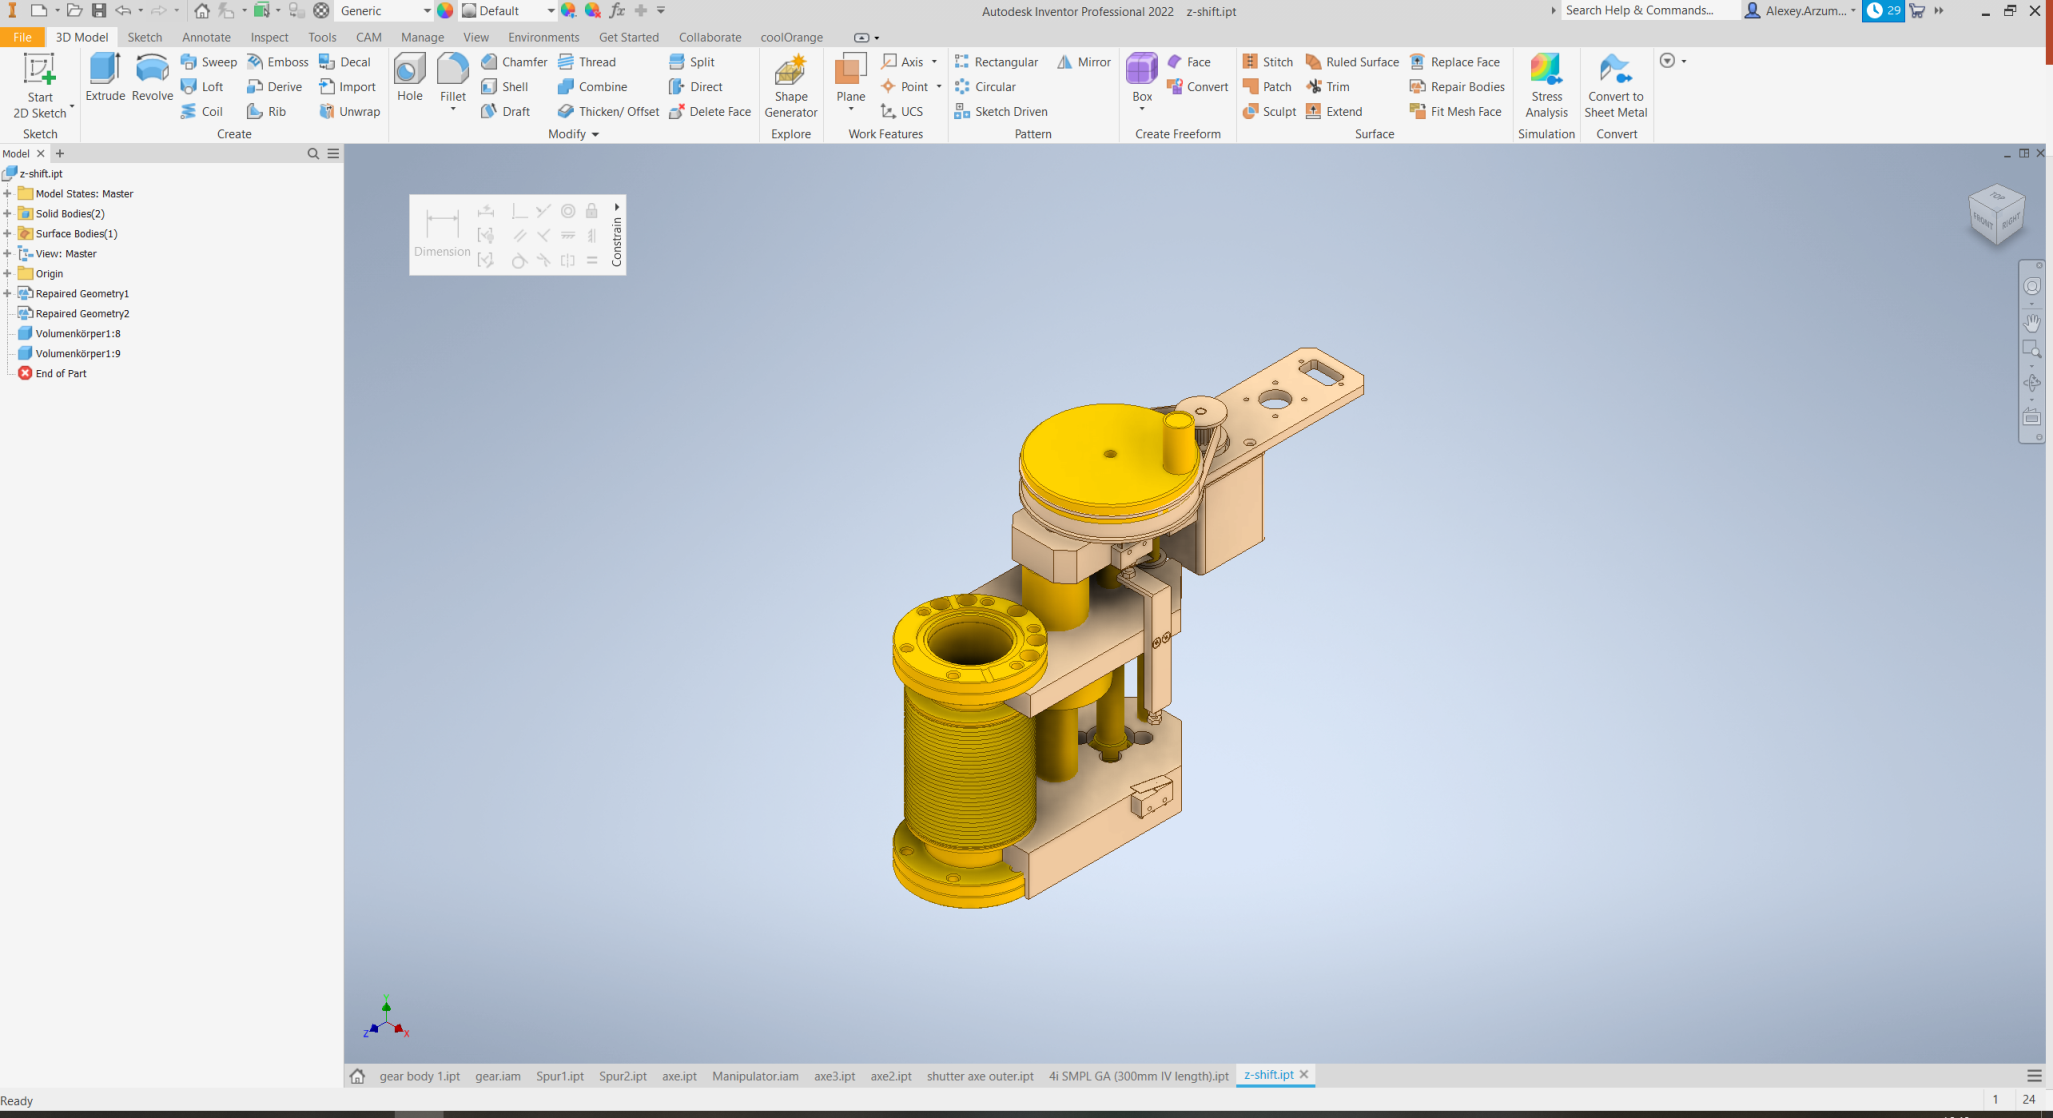 Generic
Default
fx
Autodesk Inventor Professional 2022 z-shift.ipt
Search Help & Commands...
Alexey.Arzum...
29
File 3D Model Sketch Annotate Inspect Tools CAM Manage View Environments Get Started Collaborate coolOrange
Start
2D Sketch
Sketch
Extrude Revolve
Sweep Emboss Decal
Loft Derive Import
Coil Rib Unwrap
Create
Hole Fillet
Chamfer Thread Split
Shell Combine Direct
Draft Thicken/ Offset Delete Face
Modify
Shape
Generator
Explore
Plane
Axis
Point
UCS
Work Features
Rectangular Mirror
Circular
Sketch Driven
Pattern
Box
Face
Convert
Create Freeform
Stitch Ruled Surface Replace Face
Patch Trim Repair Bodies
Sculpt Extend Fit Mesh Face
Surface
Stress
Analysis
Simulation
Convert to
Sheet Metal
Convert
Model
z-shift.ipt
Model States: Master
Solid Bodies(2)
Surface Bodies(1)
View: Master
Origin
Repaired Geometry1
Repaired Geometry2
Volumenkörper1:8
Volumenkörper1:9
End of Part
Dimension
Constrain
TOP
FRONT
RIGHT
Y
Z
X
gear body 1.ipt gear.iam Spur1.ipt Spur2.ipt axe.ipt Manipulator.iam axe3.ipt axe2.ipt shutter axe outer.ipt 4i SMPL GA (300mm IV length).ipt z-shift.ipt
Ready
1 24